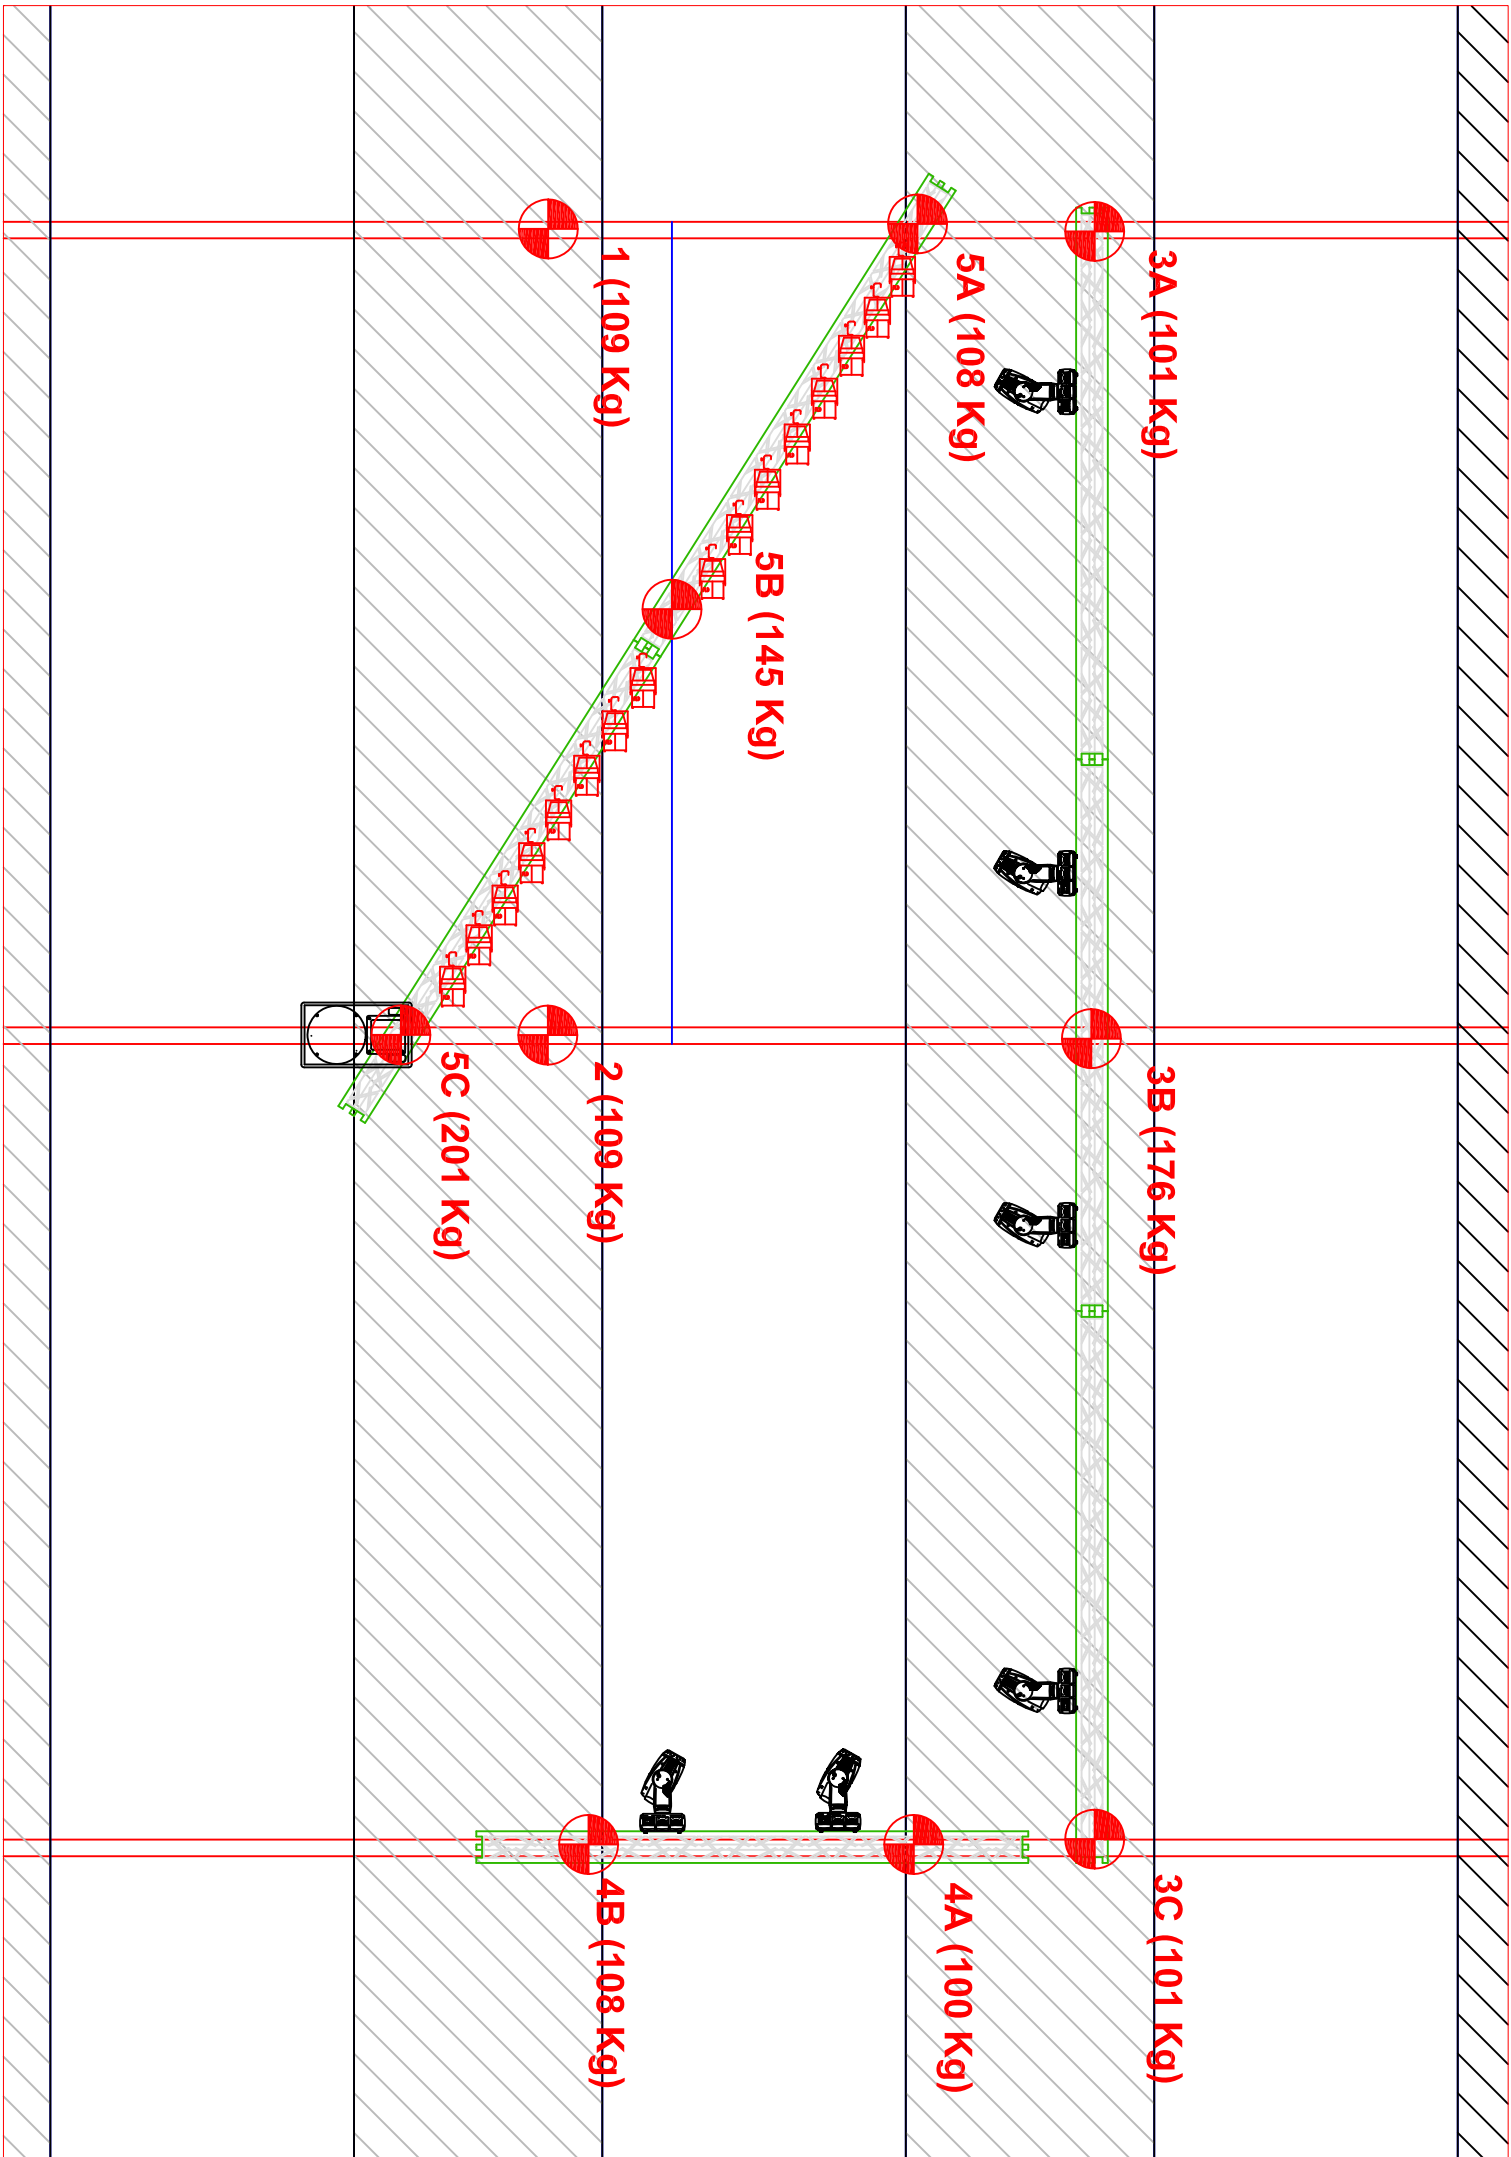 3A (101 Kg)
3B (176 Kg)
3C (101 Kg)
5A (108 Kg)
4A (100 Kg)
5B (145 Kg)
1 (109 Kg)
2 (109 Kg)
4B (108 Kg)
5C (201 Kg)